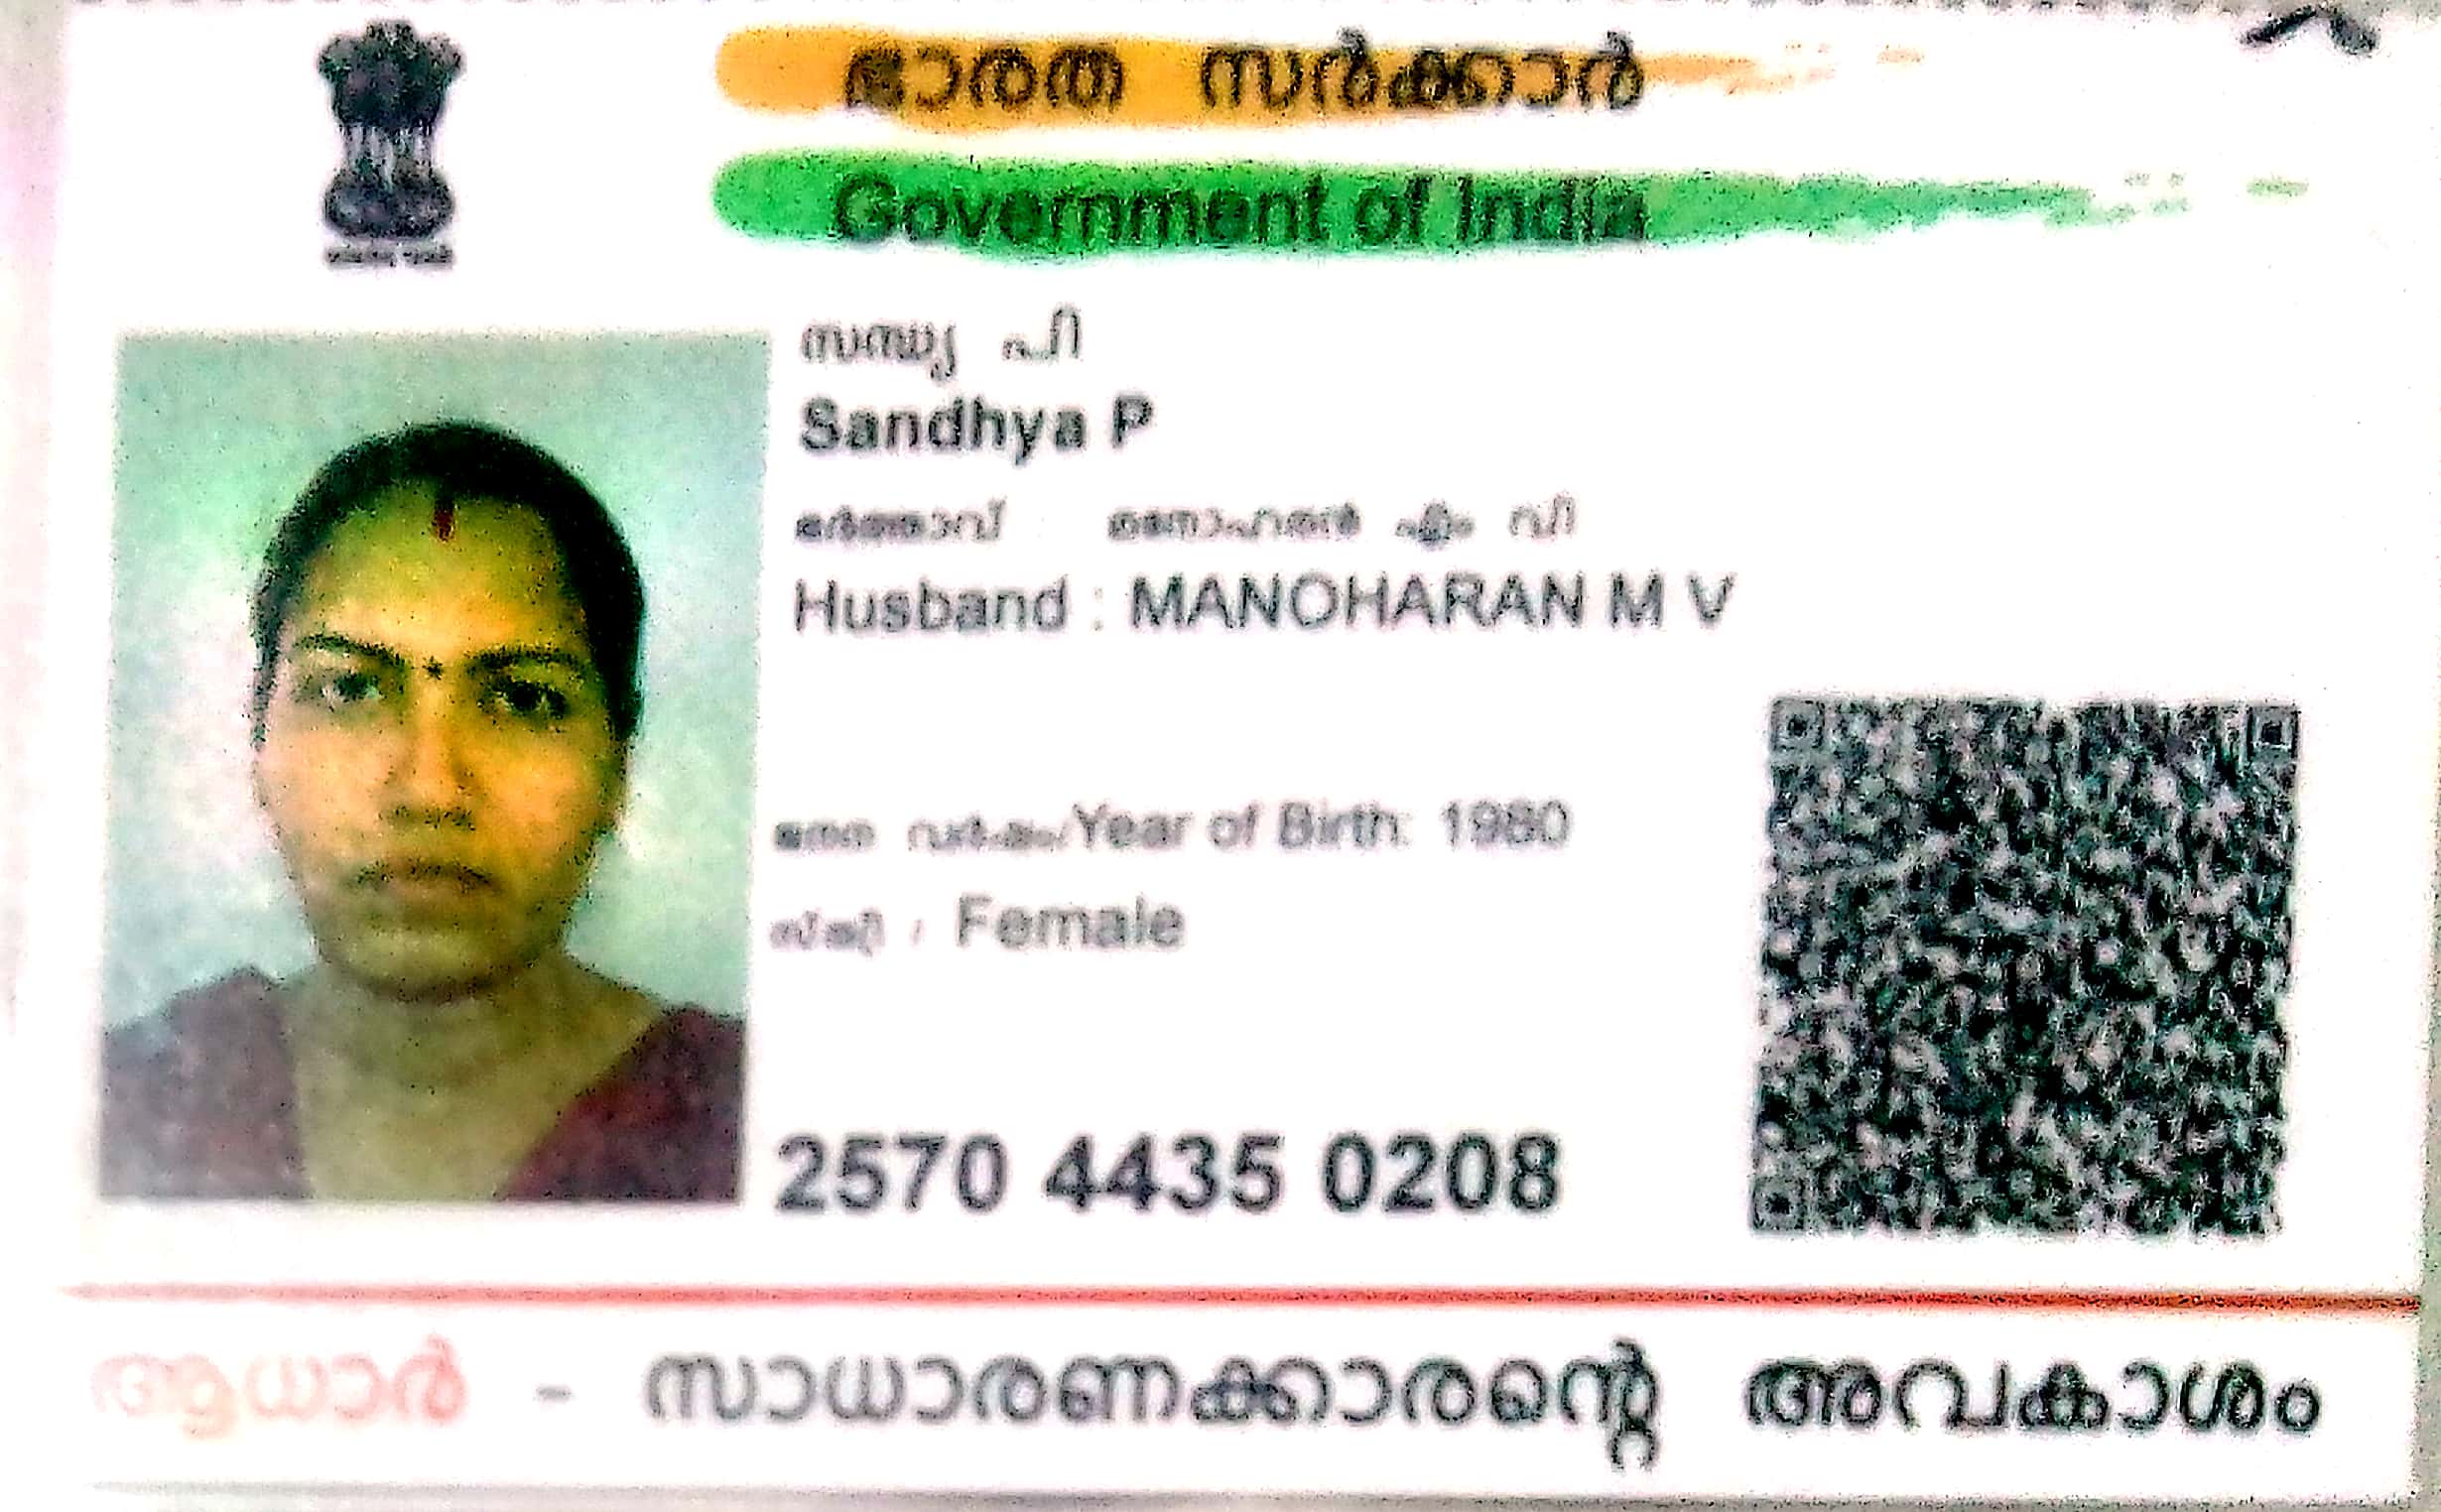 ഭാരത സർക്കാർ
Government of India
സന്ധ്യ പി
Sandhya P
ഭർത്താവ് : മനോഹരൻ എം വി
Husband : MANOHARAN M V
ജനന വർഷം/Year of Birth: 1980
സ്ത്രീ / Female
2570 4435 0208
ആധാർ - സാധാരണക്കാരന്റെ അവകാശം